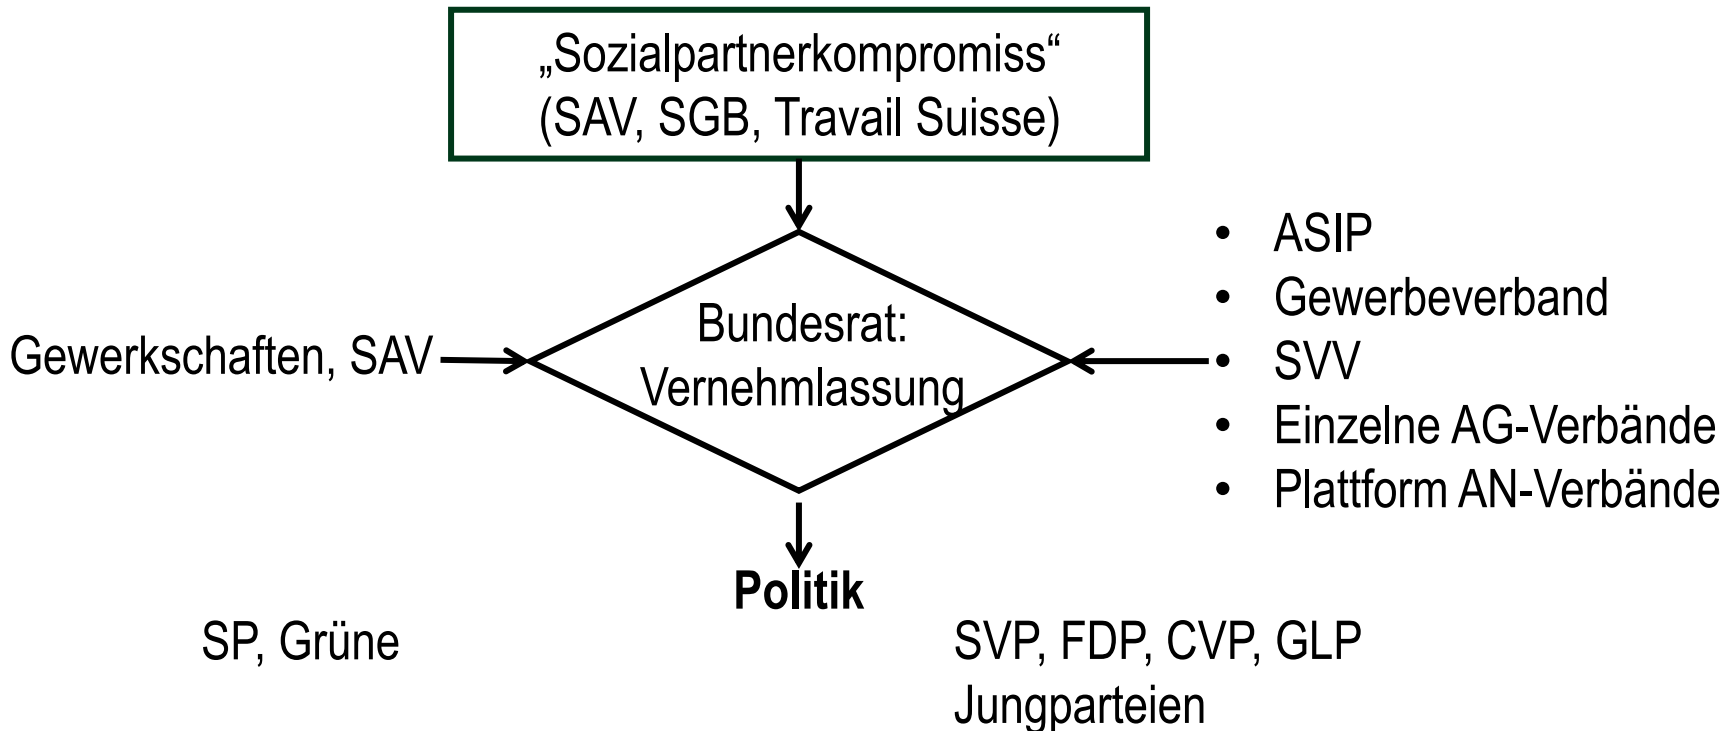 „Sozialpartnerkompromiss“
(SAV, SGB, Travail Suisse)
Bundesrat:
Vernehmlassung
Gewerkschaften, SAV
• ASIP
• Gewerbeverband
• SVV
• Einzelne AG-Verbände
• Plattform AN-Verbände
Politik
SP, Grüne
SVP, FDP, CVP, GLP
Jungparteien